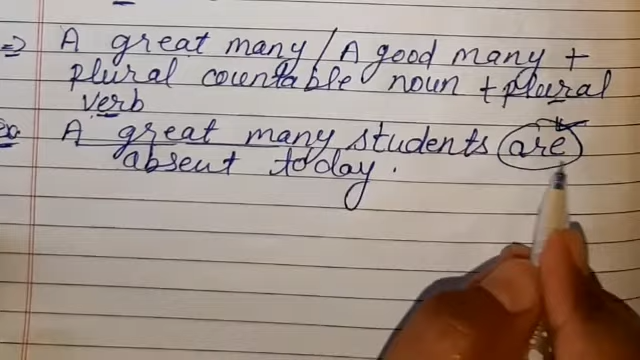 ⇒ A great many / A good many +
plural countable noun + plural
verb
A great many students are
absent today.